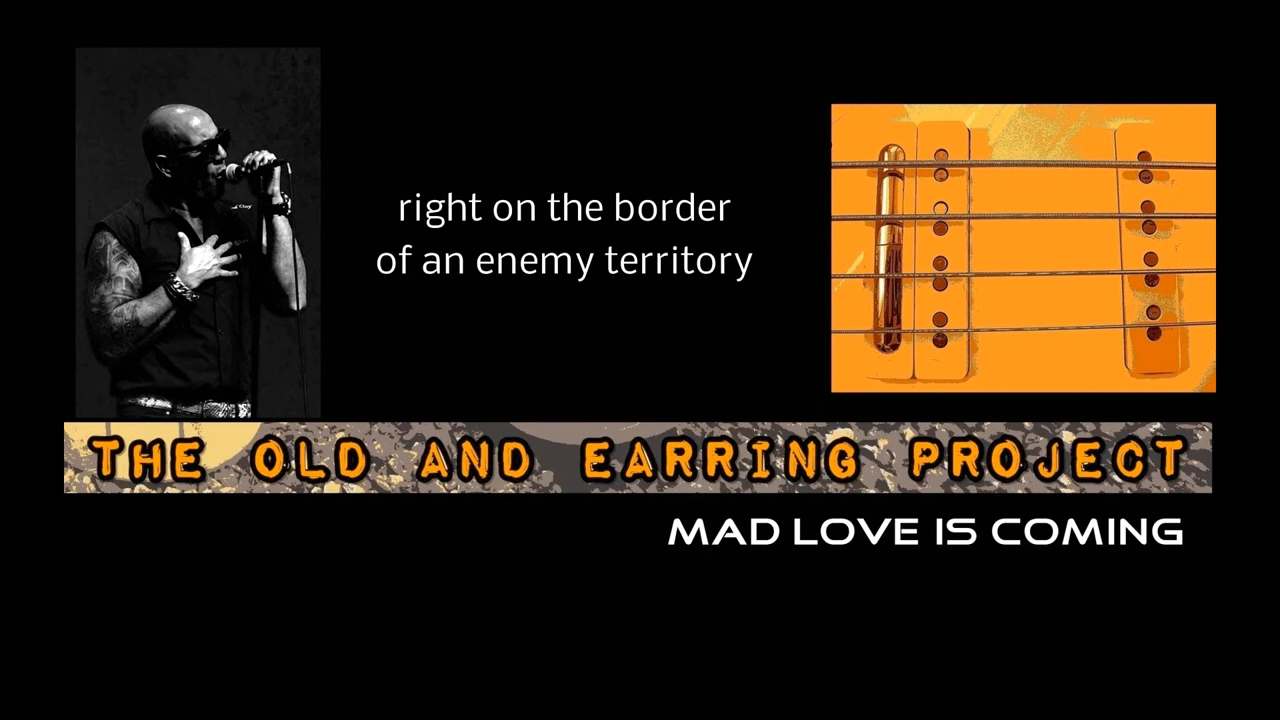 right on the border
of an enemy territory
THE OLD AND EARRING PROJECT
MAD LOVE IS COMING